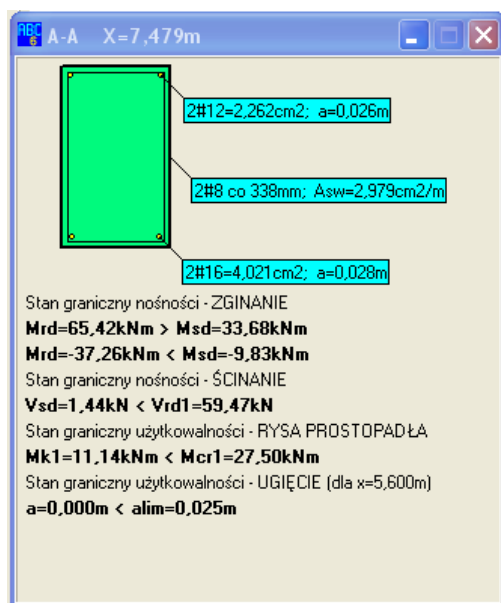 ABC
6
A-A X=7,479m
2#12=2,262cm2; a=0,026m
2#8 co 338mm; Asw=2,979cm2/m
2#16=4,021cm2; a=0,028m
Stan graniczny nośności - ZGINANIE
Mrd=65,42kNm > Msd=33,68kNm
Mrd=-37,26kNm < Msd=-9,83kNm
Stan graniczny nośności - ŚCINANIE
Vsd=1,44kN < Vrd1=59,47kN
Stan graniczny użytkowalności - RYSA PROSTOPADŁA
Mk1=11,14kNm < Mcr1=27,50kNm
Stan graniczny użytkowalności - UGIĘCIE (dla x=5,600m)
a=0,000m < alim=0,025m